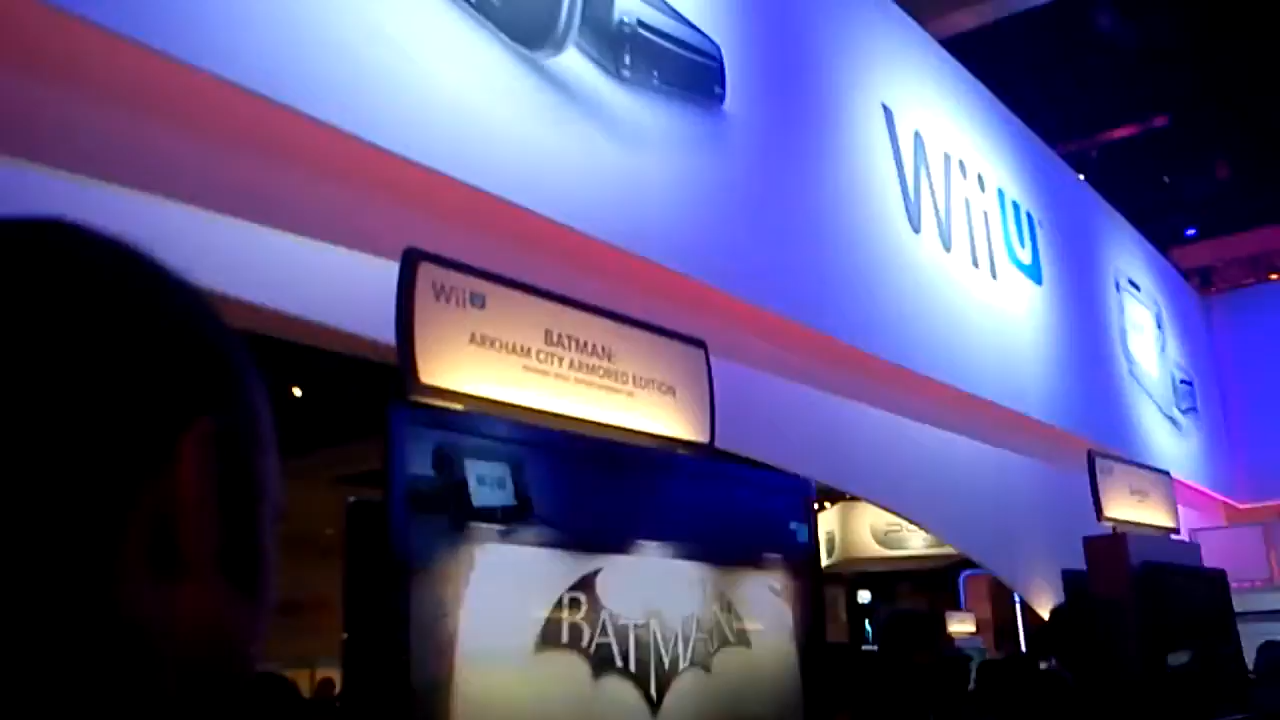 Wii U
Wii U
BATMAN:
ARKHAM CITY ARMORED EDITION
BATMAN